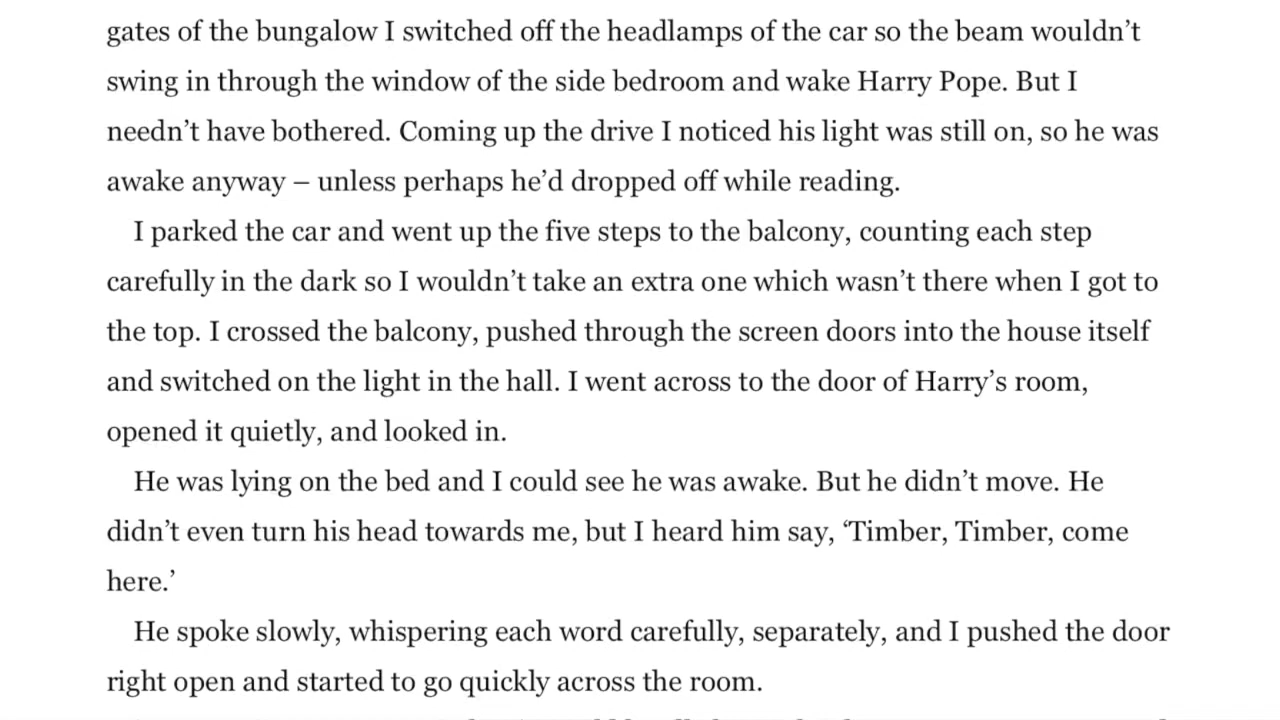 gates of the bungalow I switched off the headlamps of the car so the beam wouldn’t
swing in through the window of the side bedroom and wake Harry Pope. But I
needn’t have bothered. Coming up the drive I noticed his light was still on, so he was
awake anyway – unless perhaps he’d dropped off while reading.
I parked the car and went up the five steps to the balcony, counting each step
carefully in the dark so I wouldn’t take an extra one which wasn’t there when I got to
the top. I crossed the balcony, pushed through the screen doors into the house itself
and switched on the light in the hall. I went across to the door of Harry’s room,
opened it quietly, and looked in.
He was lying on the bed and I could see he was awake. But he didn’t move. He
didn’t even turn his head towards me, but I heard him say, ‘Timber, Timber, come
here.’
He spoke slowly, whispering each word carefully, separately, and I pushed the door
right open and started to go quickly across the room.